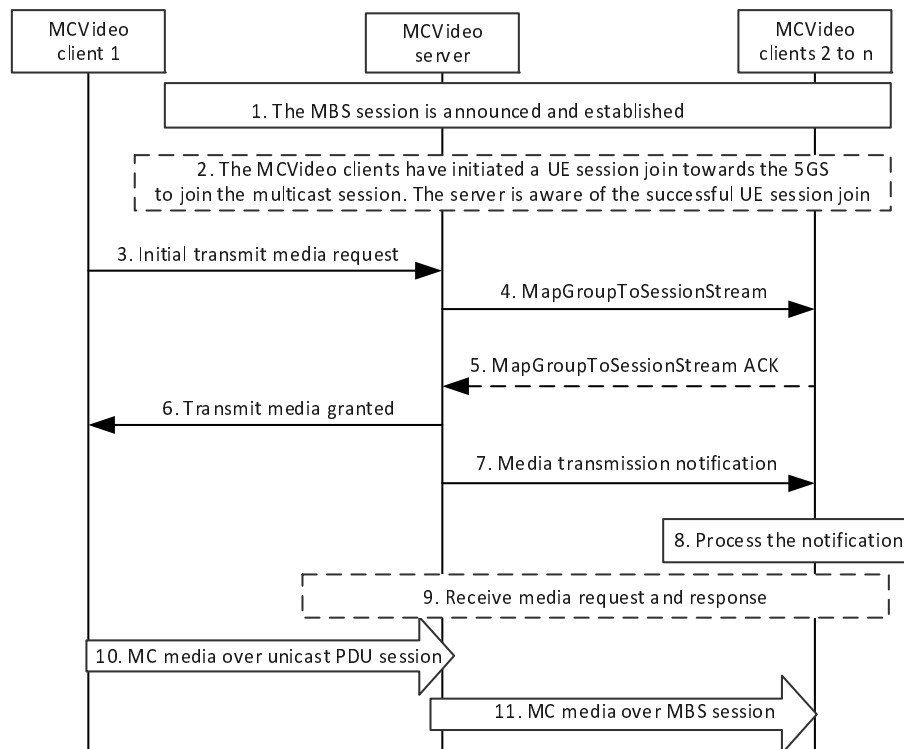 MCVideo
client 1
MCVideo
server
MCVideo
clients 2 to n
1. The MBS session is announced and established
2. The MCVideo clients have initiated a UE session join towards the 5GS
to join the multicast session. The server is aware of the successful UE session join
3. Initial transmit media request
4. MapGroupToSessionStream
5. MapGroupToSessionStream ACK
6. Transmit media granted
7. Media transmission notification
8. Process the notification
9. Receive media request and response
10. MC media over unicast PDU session
11. MC media over MBS session